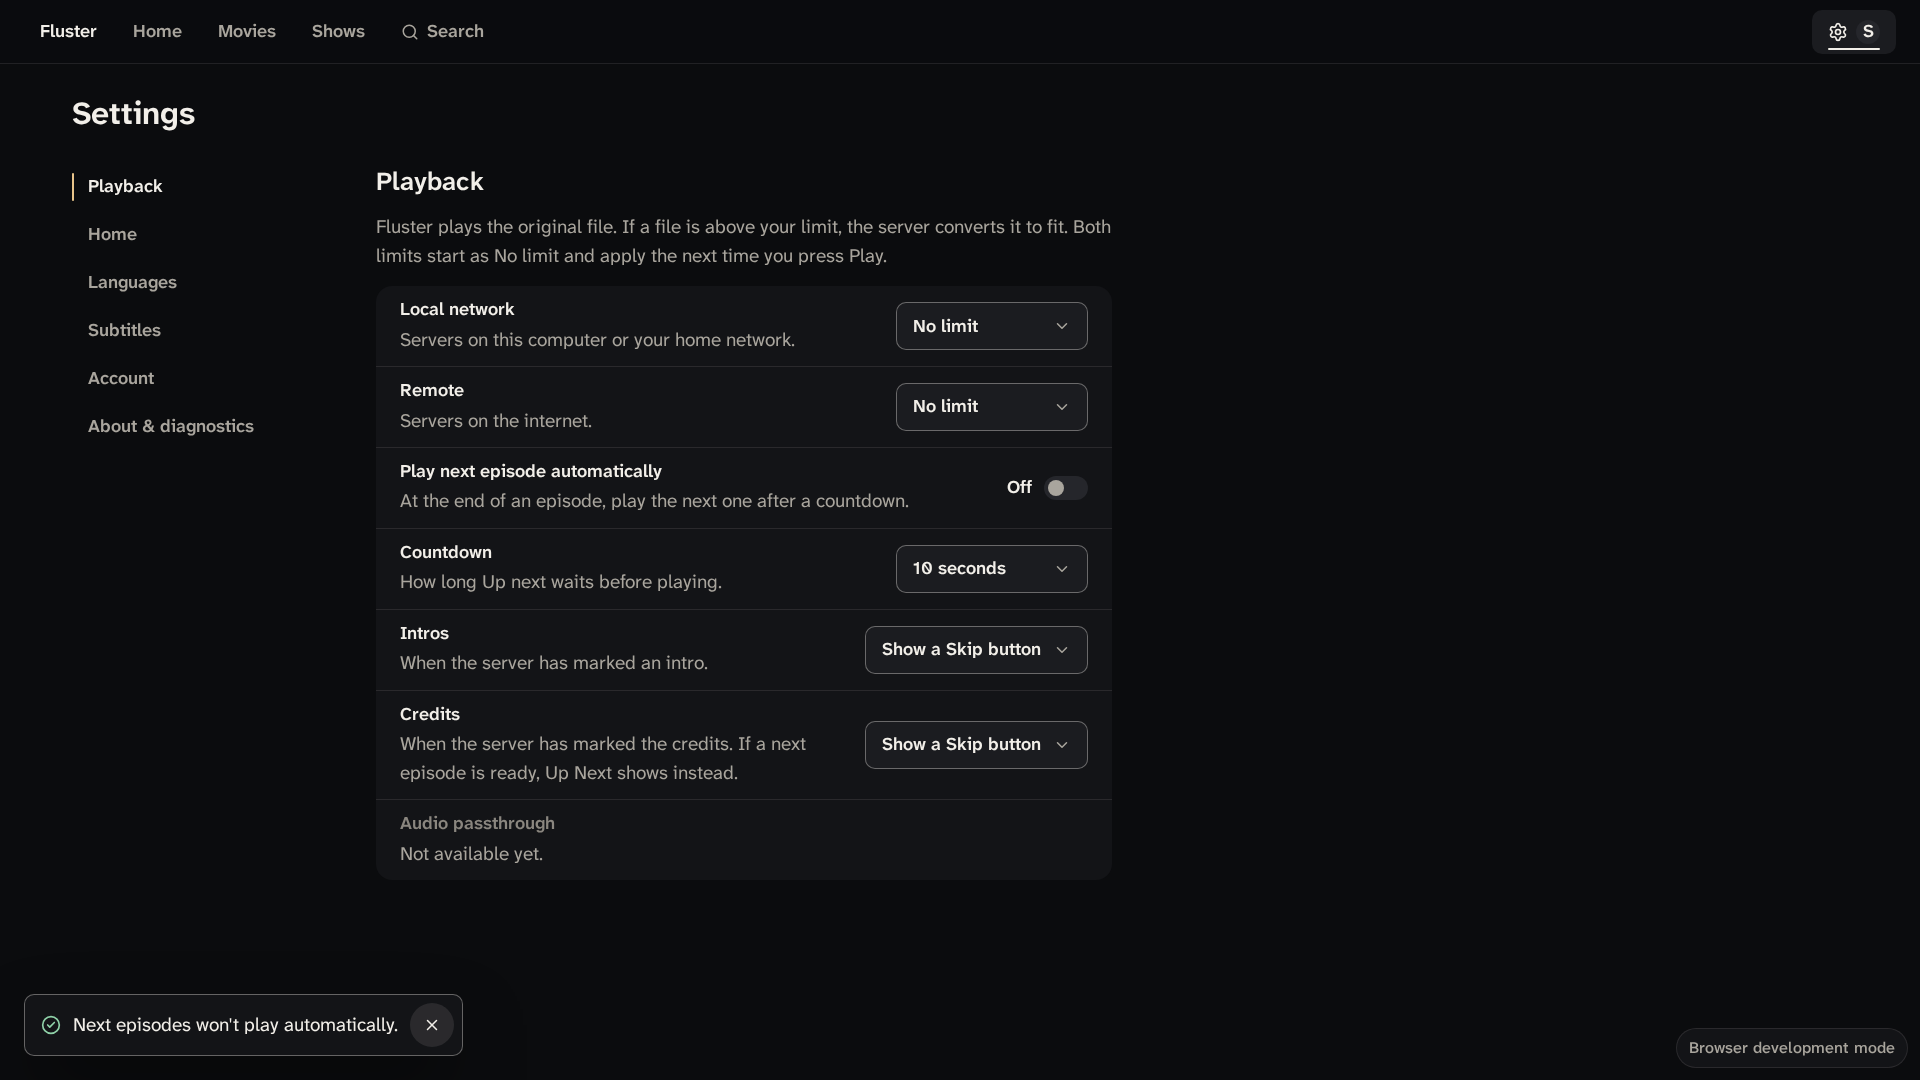 Fluster
Home
Movies
Shows
Search
S
Settings
Playback
Home
Languages
Subtitles
Account
About & diagnostics
Playback
Fluster plays the original file. If a file is above your limit, the server converts it to fit. Both
limits start as No limit and apply the next time you press Play.
Local network
Servers on this computer or your home network.
No limit
Remote
Servers on the internet.
No limit
Play next episode automatically
At the end of an episode, play the next one after a countdown.
Off
Countdown
How long Up next waits before playing.
10 seconds
Intros
When the server has marked an intro.
Show a Skip button
Credits
When the server has marked the credits. If a next
episode is ready, Up Next shows instead.
Show a Skip button
Audio passthrough
Not available yet.
Next episodes won't play automatically.
Browser development mode